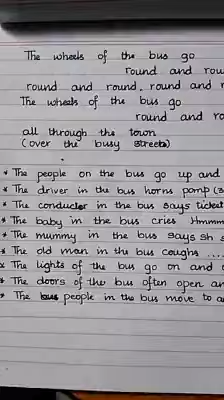 The wheels of the bus go
round and rou
round and round, round and r
The wheels of the bus go
round and ro
all through the town
(over the busy streets)
* The people on the bus go up and
* The driver in the bus horns pomp (3
* The conductor in the bus says ticket
* The baby in the bus cries Hmmm
* The mummy in the bus says sh s
* The old man in the bus coughs ....
* The lights of the bus go on and
* The doors of the bus often open an
* The people in the bus move to a